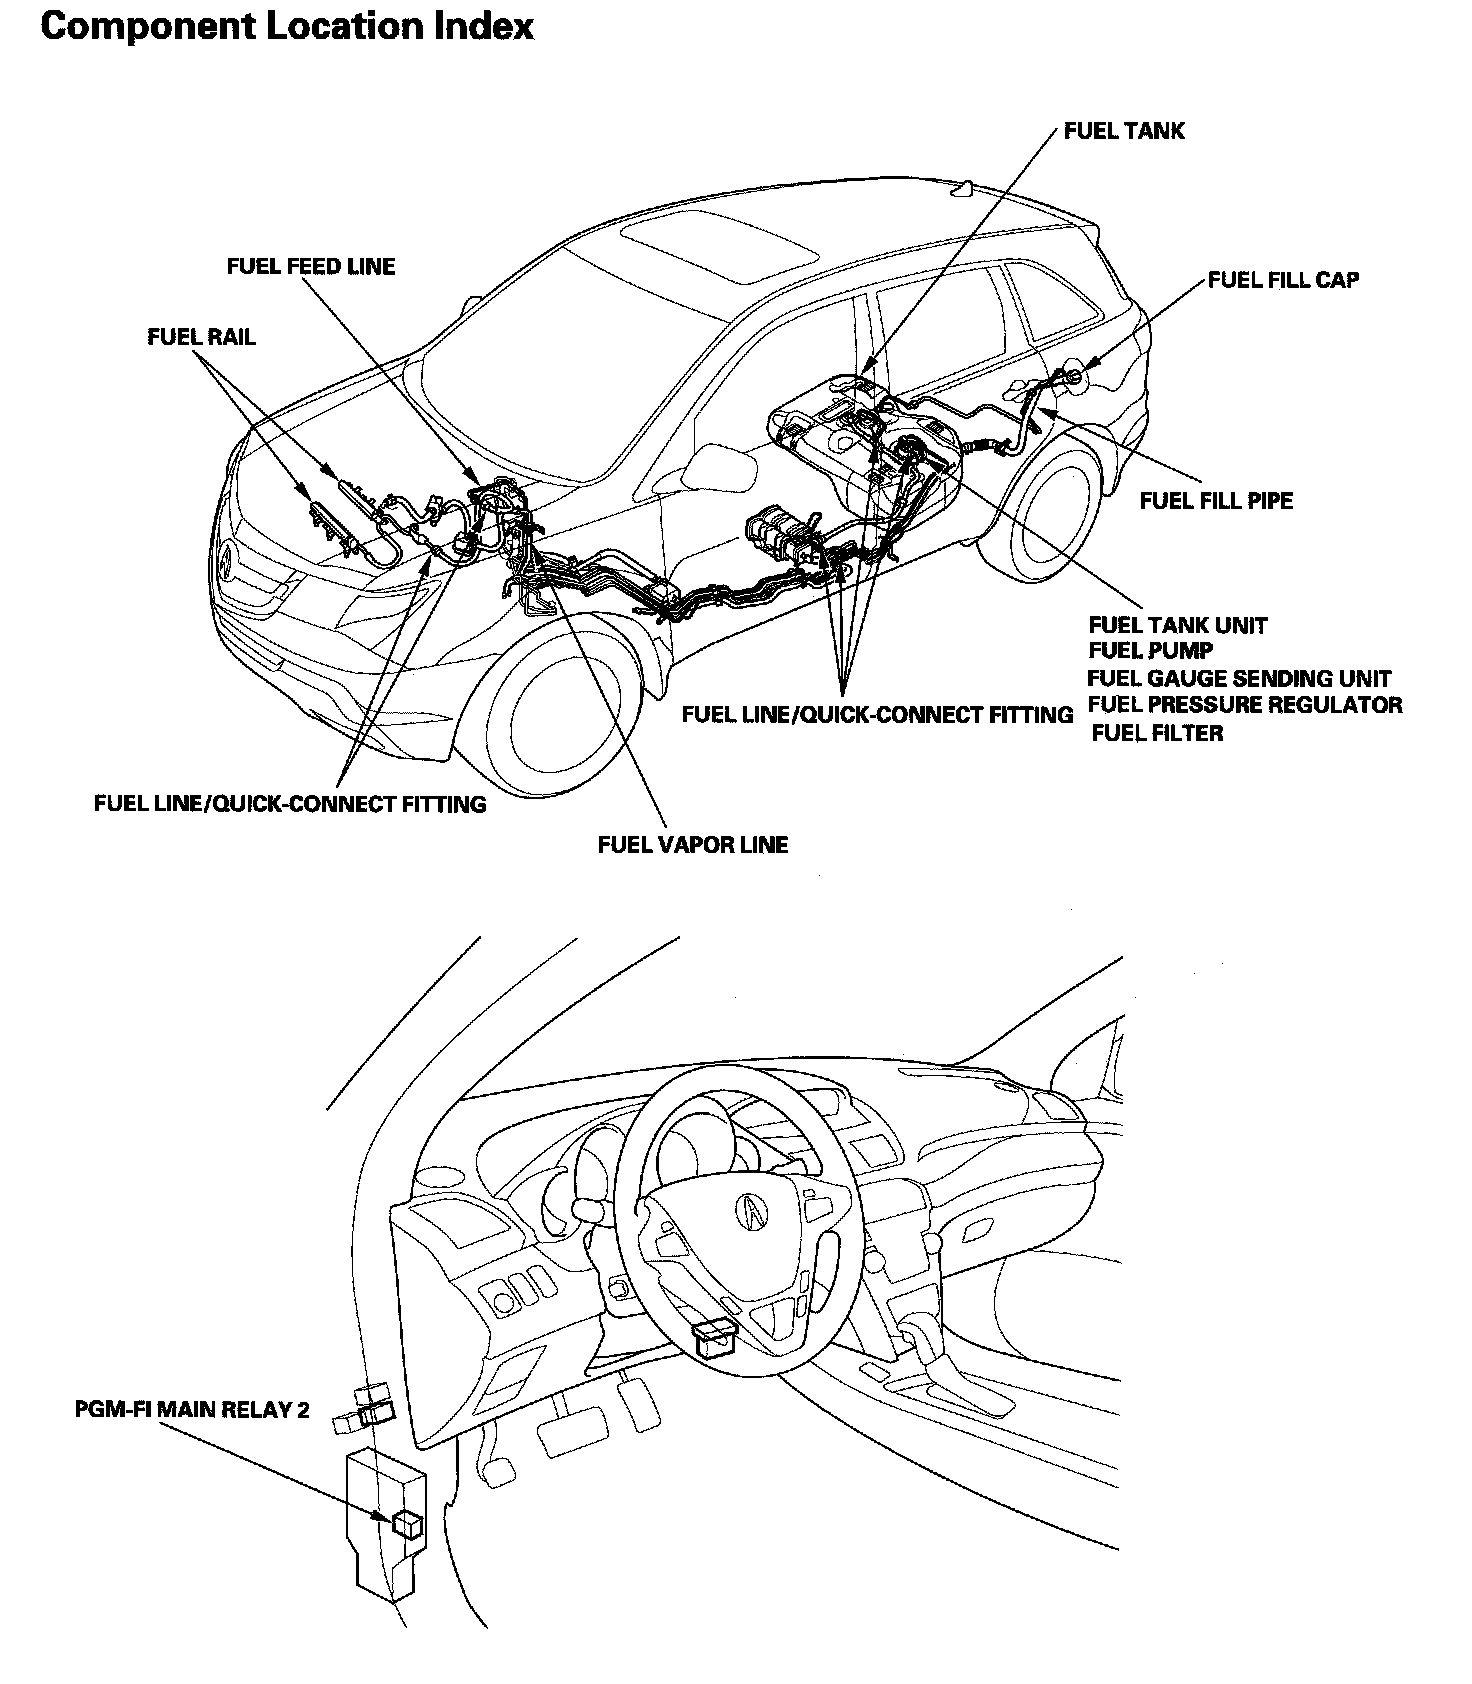 Component Location Index
FUEL TANK
FUEL FEED LINE
FUEL FILL CAP
FUEL RAIL
FUEL FILL PIPE
FUEL TANK UNIT
FUEL PUMP
FUEL GAUGE SENDING UNIT
FUEL PRESSURE REGULATOR
FUEL FILTER
FUEL LINE/QUICK-CONNECT FITTING
FUEL LINE/QUICK-CONNECT FITTING
FUEL VAPOR LINE
PGM-FI MAIN RELAY 2